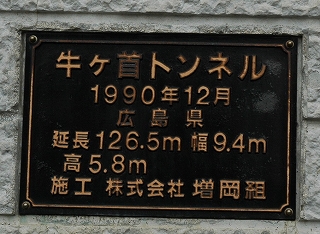 牛ケ首トンネル
1990年12月
広島県
延長126.5m 幅9.4m
高5.8m
施工 株式会社 増岡組